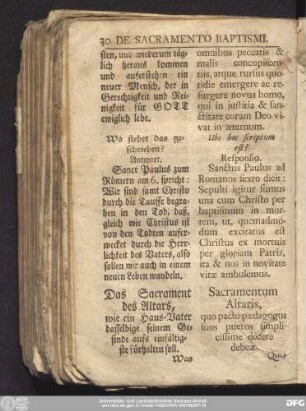 30 DE SACRAMENTO BAPTISMI.
sten, und wiederum täg-
lich heraus kommen
und auferstehen ein
neuer Mensch, der in
Gerechtigkeit und Rei-
nigkeit für GOTT
ewiglich lebe.
Wo stehet das ge-
schrieben?
Antwort.
Sanct Paulus zum
Römern am 6. spricht:
Wir sind samt Christo
durch die Tauffe begra-
ben in den Tod, daß,
gleich wie Christus ist
von den Todten aufer-
wecket durch die Herr-
lichkeit des Vaters, also
sollen wir auch in einem
neuen Leben wandeln.
Das Sacrament
des Altars,
wie ein Haus-Vater
dasselbige seinem Ge-
sinde aufs einfältig-
ste fürhalten soll.
Was
omnibus peccatis &
malis concupiscen-
tiis, atque rursus quo-
tidie emergere ac re-
surgere novus homo,
qui in justitia & san-
ctitate coram Deo vi-
vat in æternum.
Ubi hoc scriptum
est?
Responsio.
Sanctus Paulus ad
Romanos sexto dicit:
Sepulti igitur sumus
una cum Christo per
baptismum in mor-
tem, ut, quemadmo-
dum excitatus est
Christus ex mortuis
per gloriam Patris,
ita & nos in novitate
vitæ ambulemus.
Sacramentum
Altaris,
quo pacto pædagogus
suos pueros simpli-
cissime docere
debeat.